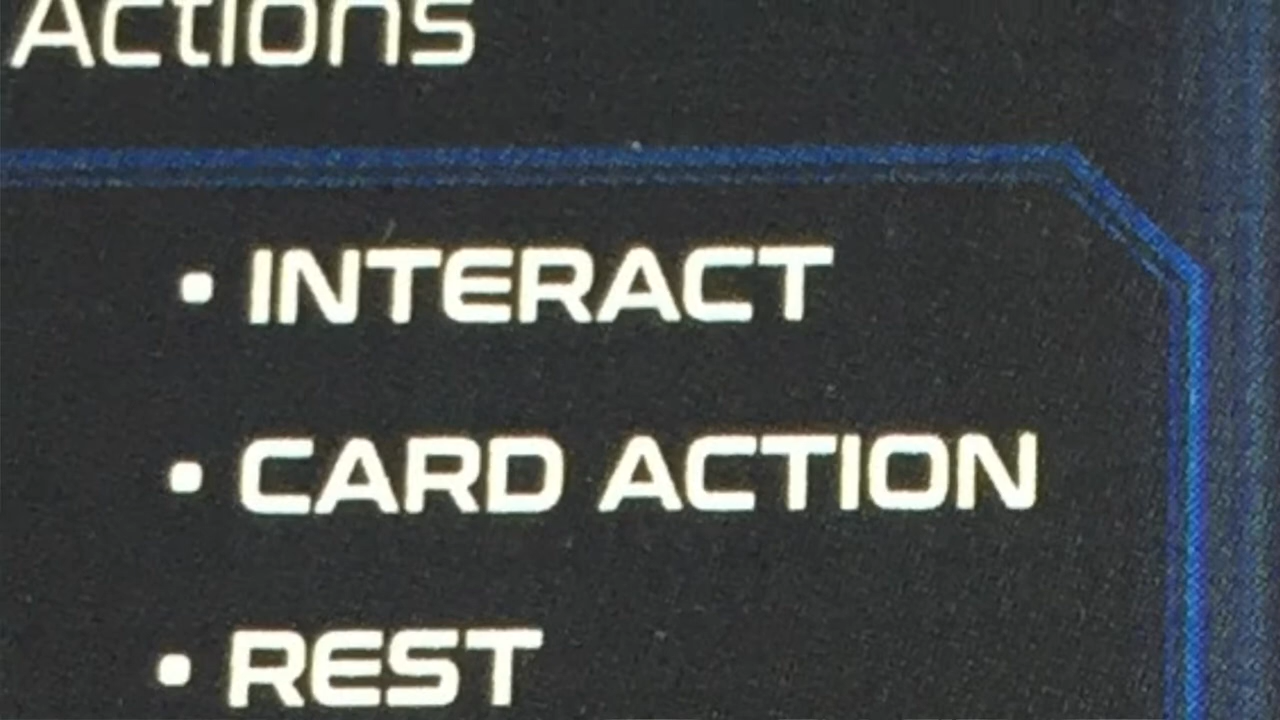 Actions
• INTERACT
• CARD ACTION
• REST